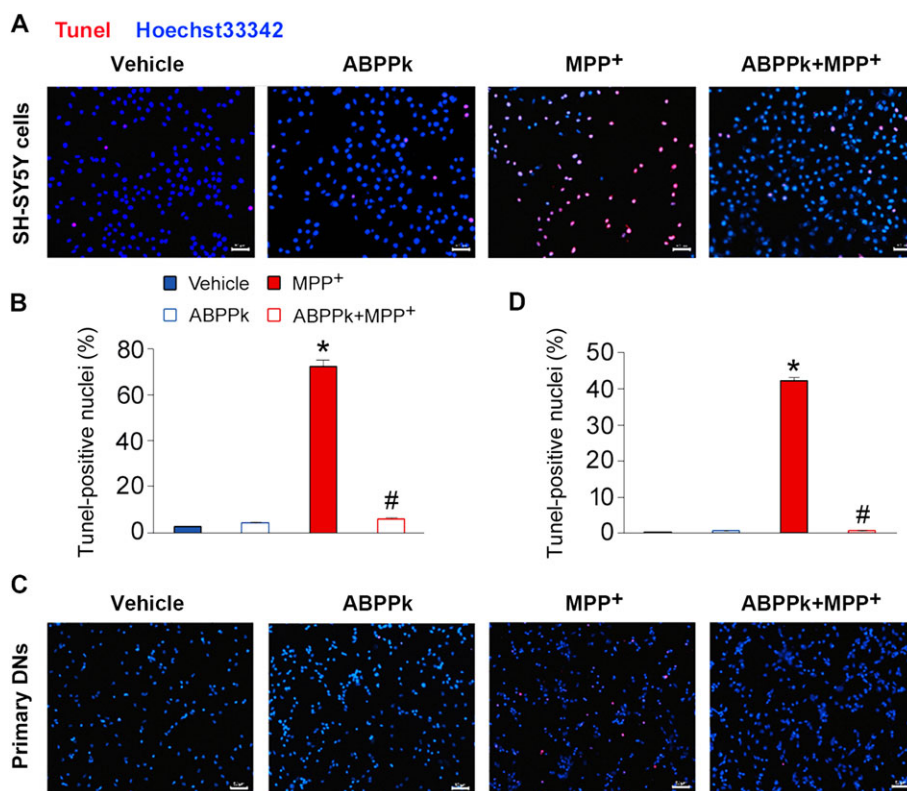 A
Tunel Hoechst33342
Vehicle ABPPk MPP⁺ ABPPk+MPP⁺
SH-SY5Y cells
Vehicle MPP⁺
ABPPk ABPPk+MPP⁺
B
Tunel-positive nuclei (%)
80
60
40
20
0
*
#
D
Tunel-positive nuclei (%)
50
40
30
20
10
0
*
#
C
Vehicle ABPPk MPP⁺ ABPPk+MPP⁺
Primary DNs